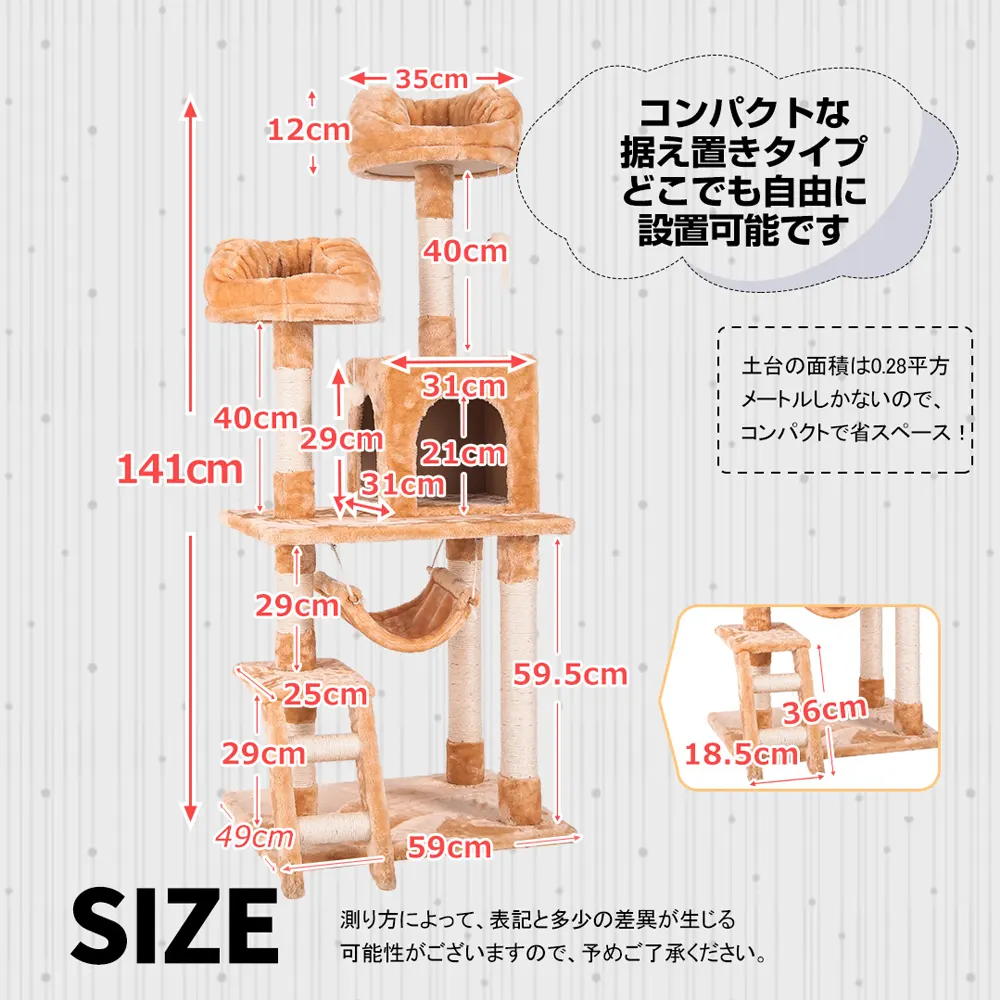 35cm
12cm
コンパクトな
据え置きタイプ
どこでも自由に
設置可能です
40cm
土台の面積は0.28平方
メートルしかないので、
コンパクトで省スペース!
31cm
40cm
29cm
21cm
141cm
31cm
29cm
59.5cm
25cm
36cm
29cm
18.5cm
49cm
59cm
SIZE
測り方によって、表記と多少の差異が生じる
可能性がございますので、予めご了承ください。